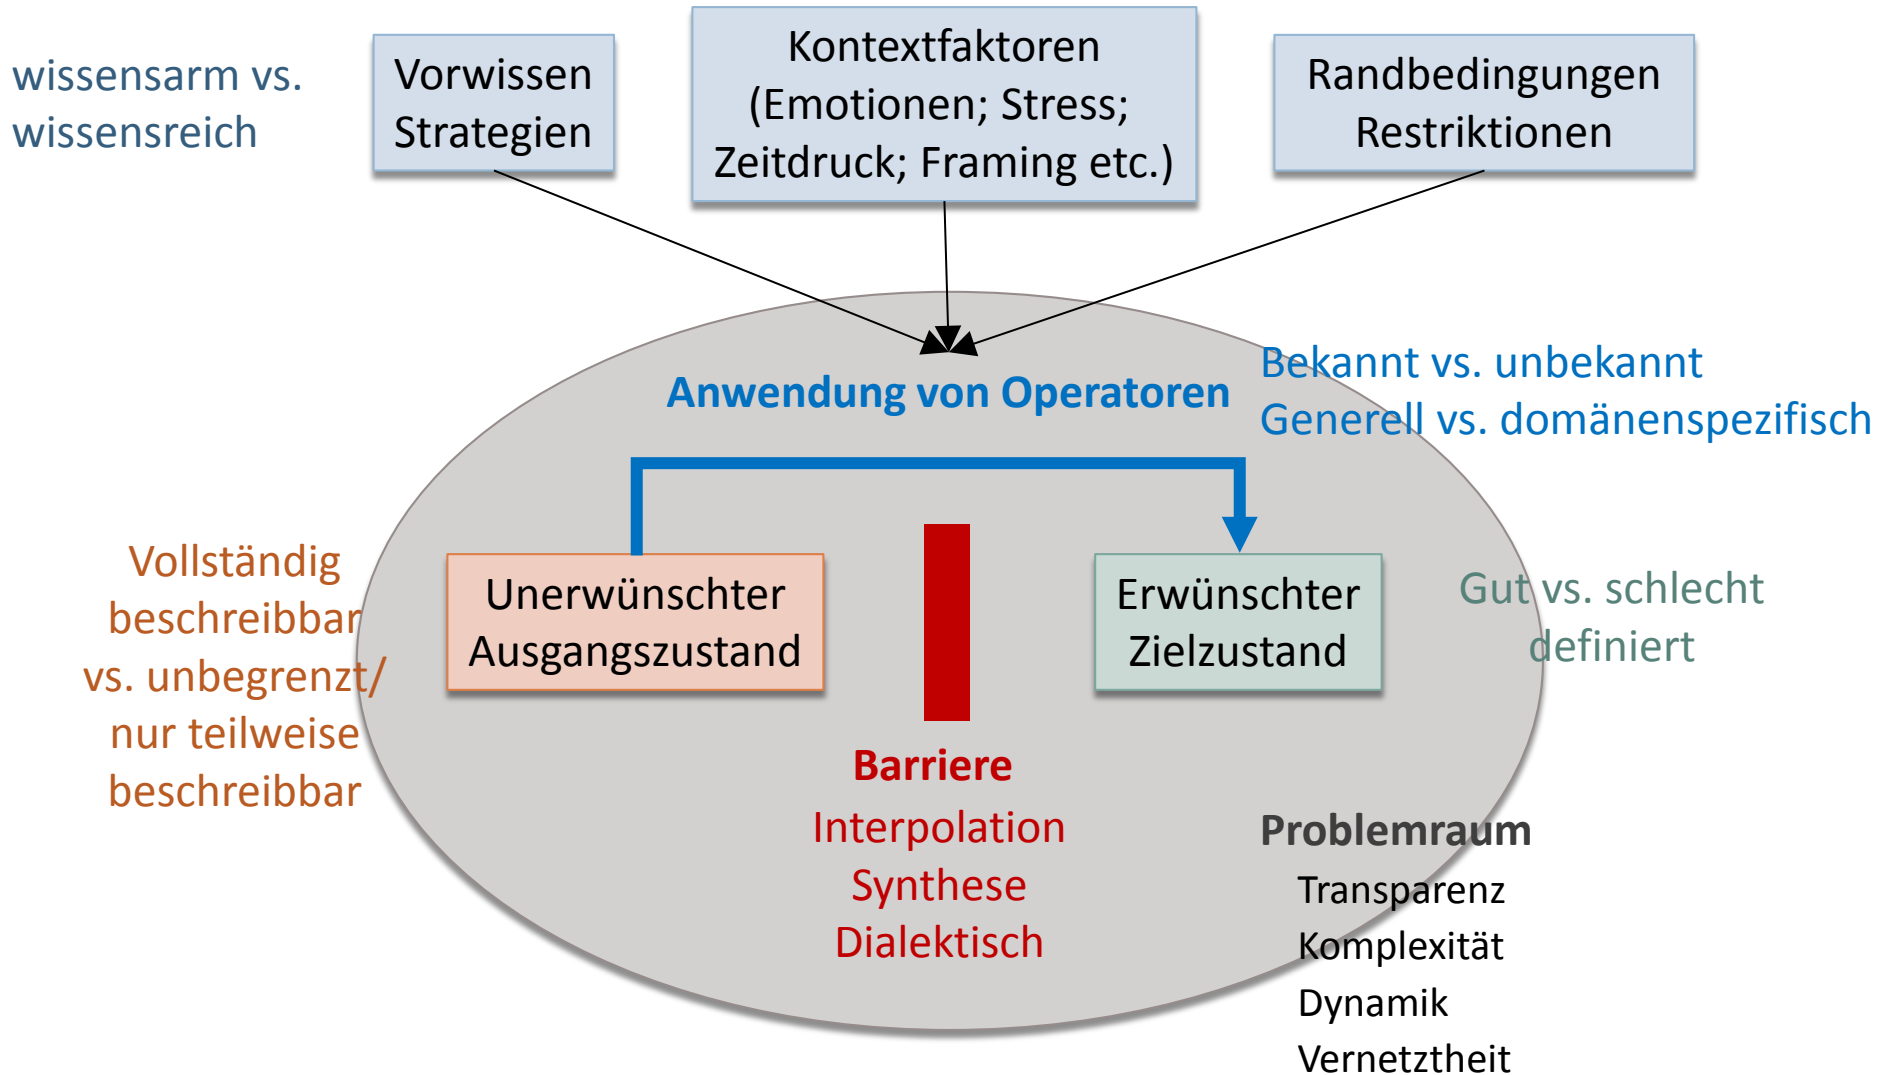 wissensarm vs.
wissensreich
Vorwissen
Strategien
Kontextfaktoren
(Emotionen; Stress;
Zeitdruck; Framing etc.)
Randbedingungen
Restriktionen
Anwendung von Operatoren
Bekannt vs. unbekannt
Generell vs. domänenspezifisch
Vollständig
beschreibbar
vs. unbegrenzt/
nur teilweise
beschreibbar
Unerwünschter
Ausgangszustand
Erwünschter
Zielzustand
Gut vs. schlecht
definiert
Barriere
Interpolation
Synthese
Dialektisch
Problemraum
Transparenz
Komplexität
Dynamik
Vernetztheit